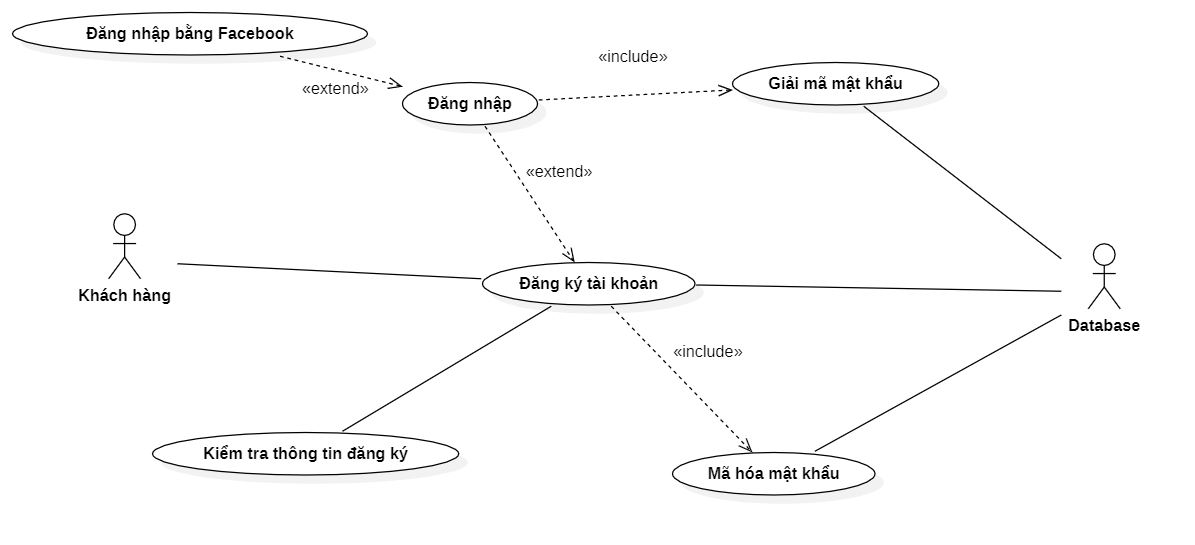 Đăng nhập bằng Facebook
«include»
Giải mã mật khẩu
«extend»
Đăng nhập
«extend»
Khách hàng
Đăng ký tài khoản
Database
«include»
Kiểm tra thông tin đăng ký
Mã hóa mật khẩu